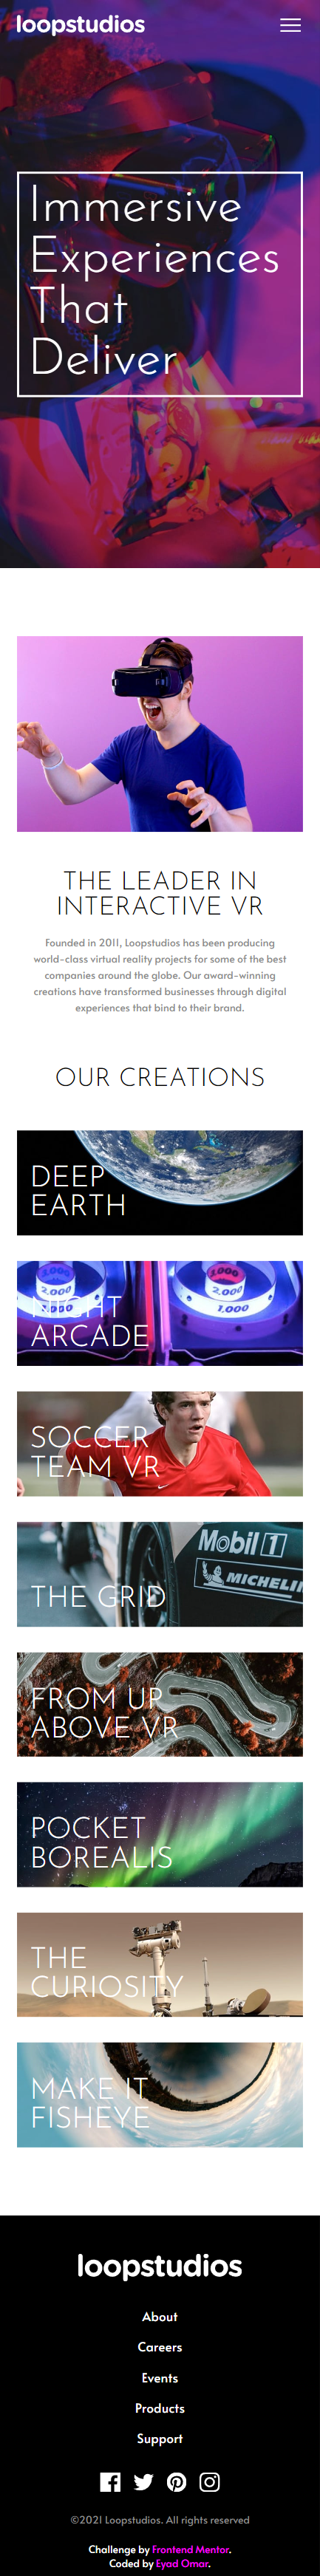 loopstudios
Immersive
Experiences
That
Deliver
THE LEADER IN
INTERACTIVE VR
Founded in 2011, Loopstudios has been producing
world-class virtual reality projects for some of the best
companies around the globe. Our award-winning
creations have transformed businesses through digital
experiences that bind to their brand.
OUR CREATIONS
DEEP
EARTH
3,000
2,000
1,000
3,000
2,000
1,000
NIGHT
ARCADE
SOCCER
TEAM VR
Mobil 1
MICHELI
THE GRID
FROM UP
ABOVE VR
POCKET
BOREALIS
THE
CURIOSITY
MAKE IT
FISHEYE
loopstudios
About
Careers
Events
Products
Support
©2021 Loopstudios. All rights reserved
Challenge by Frontend Mentor.
Coded by Eyad Omar.